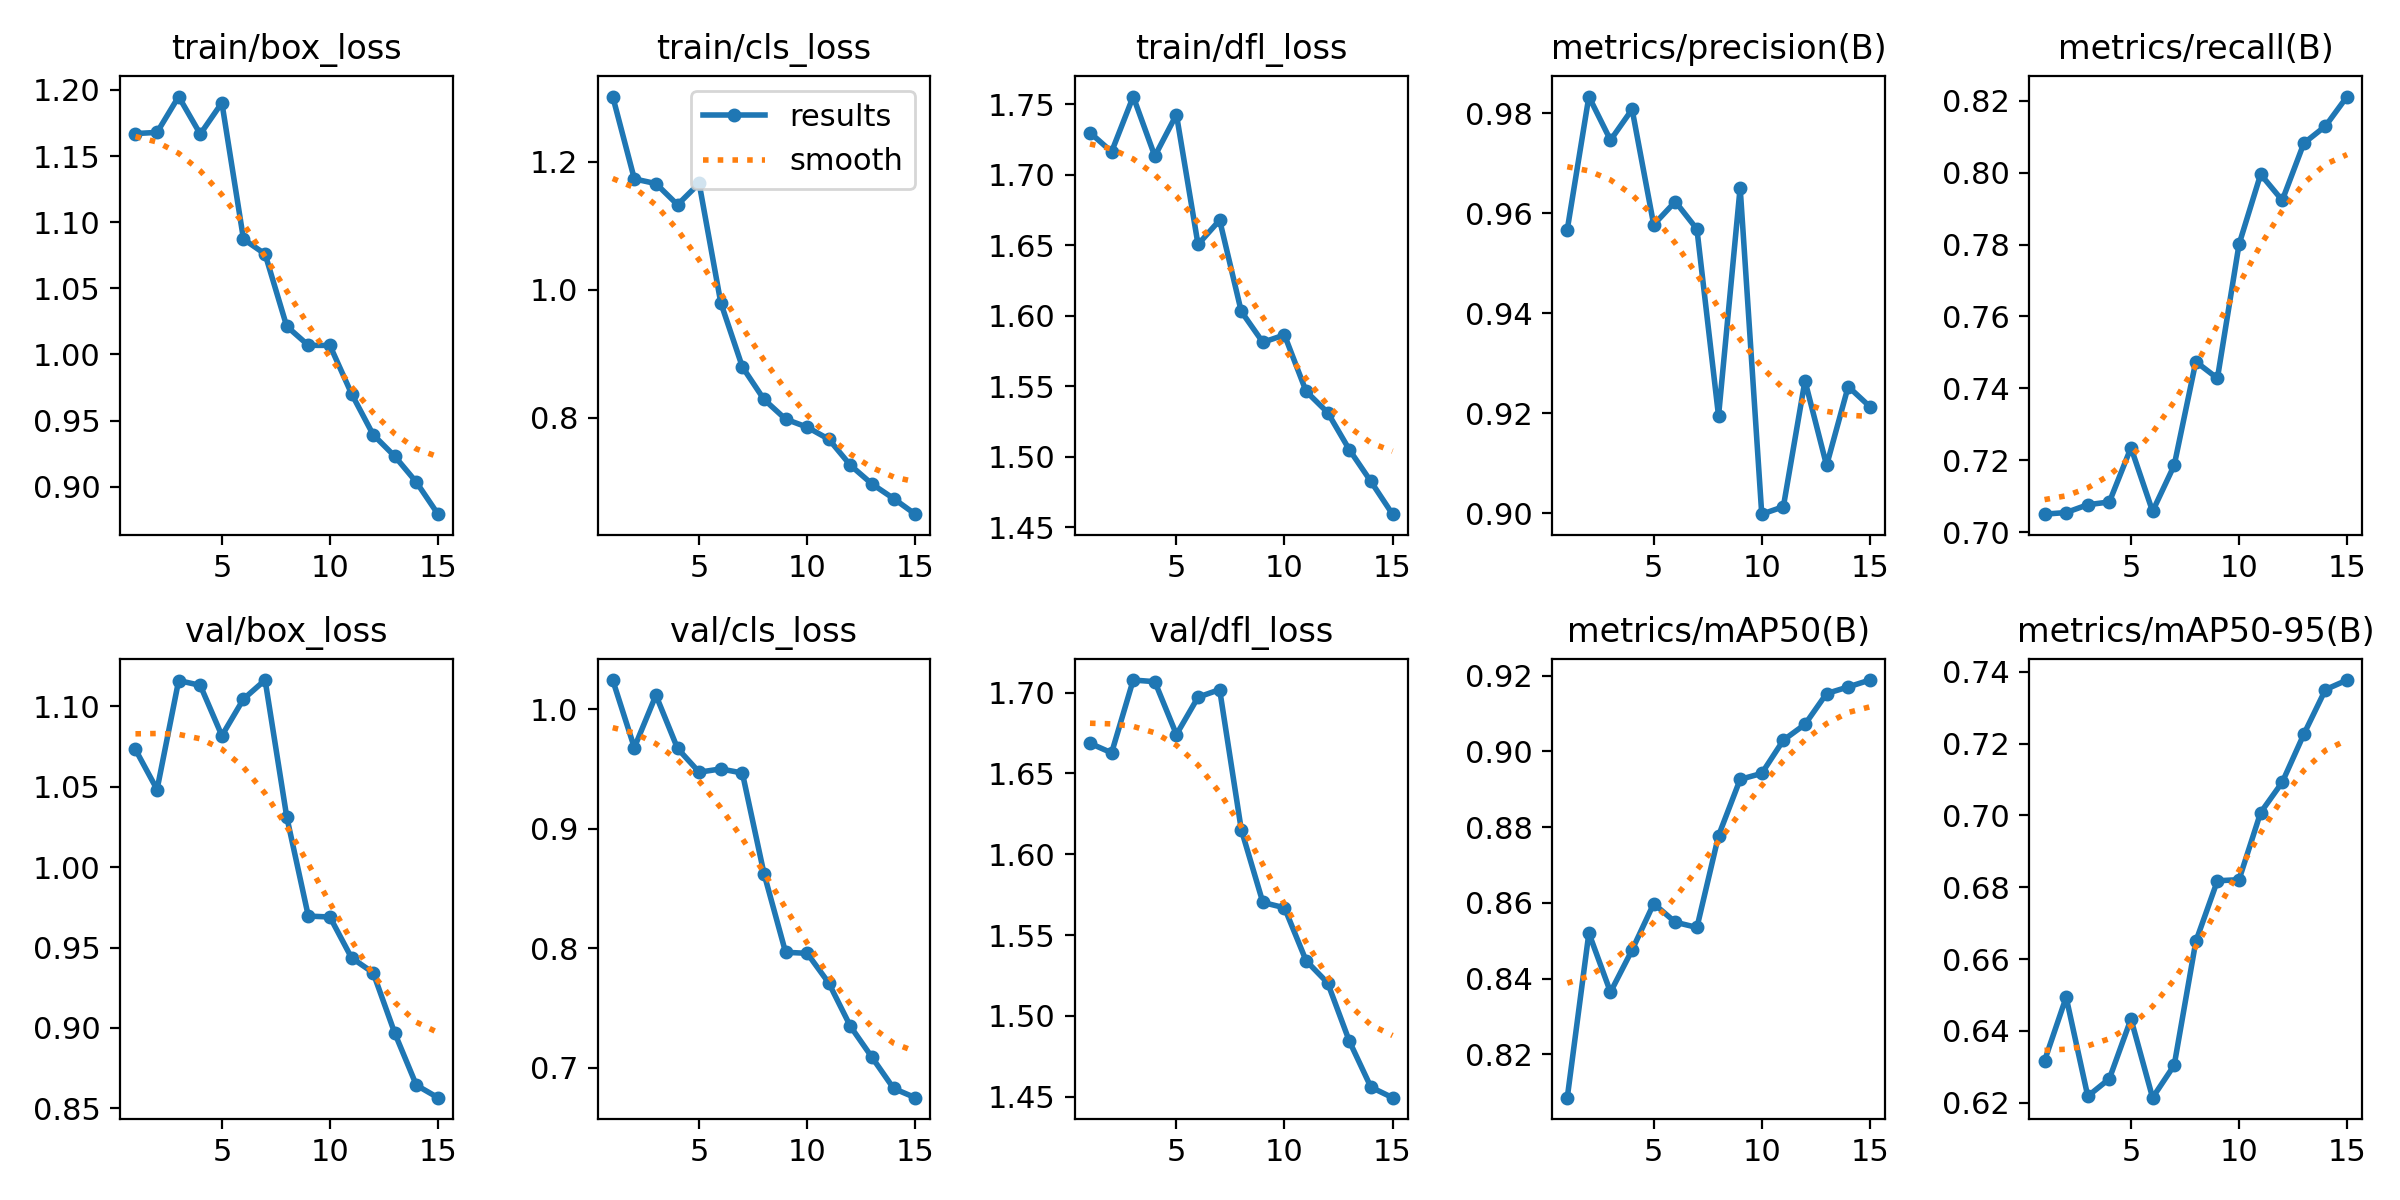 train/box_loss
train/cls_loss
train/dfl_loss
metrics/precision(B)
metrics/recall(B)
1.20
1.15
1.10
1.05
1.00
0.95
0.90
5 10 15
results
smooth
1.2
1.0
0.8
5 10 15
1.75
1.70
1.65
1.60
1.55
1.50
1.45
5 10 15
0.98
0.96
0.94
0.92
0.90
5 10 15
0.82
0.80
0.78
0.76
0.74
0.72
0.70
5 10 15
val/box_loss
val/cls_loss
val/dfl_loss
metrics/mAP50(B)
metrics/mAP50-95(B)
1.10
1.05
1.00
0.95
0.90
0.85
5 10 15
1.0
0.9
0.8
0.7
5 10 15
1.70
1.65
1.60
1.55
1.50
1.45
5 10 15
0.92
0.90
0.88
0.86
0.84
0.82
5 10 15
0.74
0.72
0.70
0.68
0.66
0.64
0.62
5 10 15